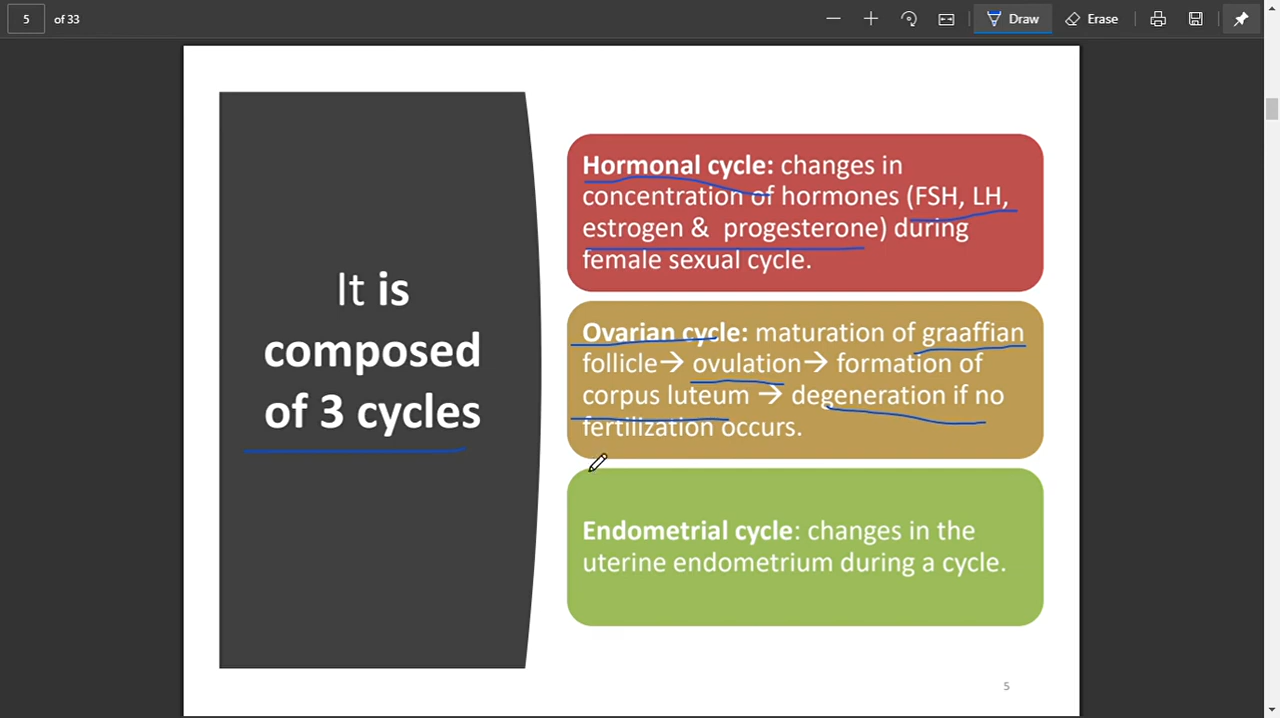 5 of 33 Draw Erase
It is
composed
of 3 cycles
Hormonal cycle: changes in
concentration of hormones (FSH, LH,
estrogen & progesterone) during
female sexual cycle.
Ovarian cycle: maturation of graaffian
follicle→ ovulation→ formation of
corpus luteum → degeneration if no
fertilization occurs.
Endometrial cycle: changes in the
uterine endometrium during a cycle.
5